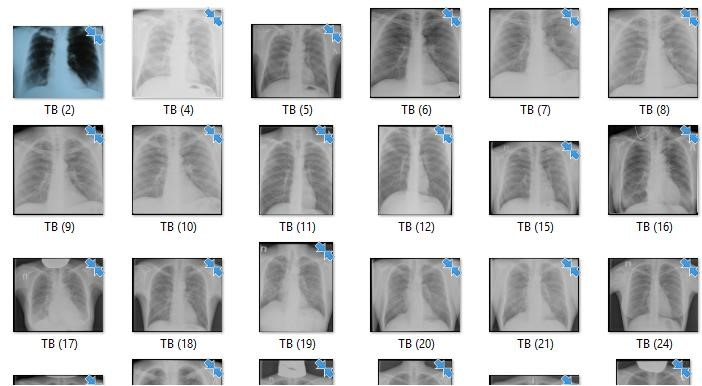 TB (2)
TB (4)
TB (5)
TB (6)
TB (7)
TB (8)
TB (9)
TB (10)
TB (11)
TB (12)
TB (15)
TB (16)
TB (17)
TB (18)
TB (19)
TB (20)
TB (21)
TB (24)